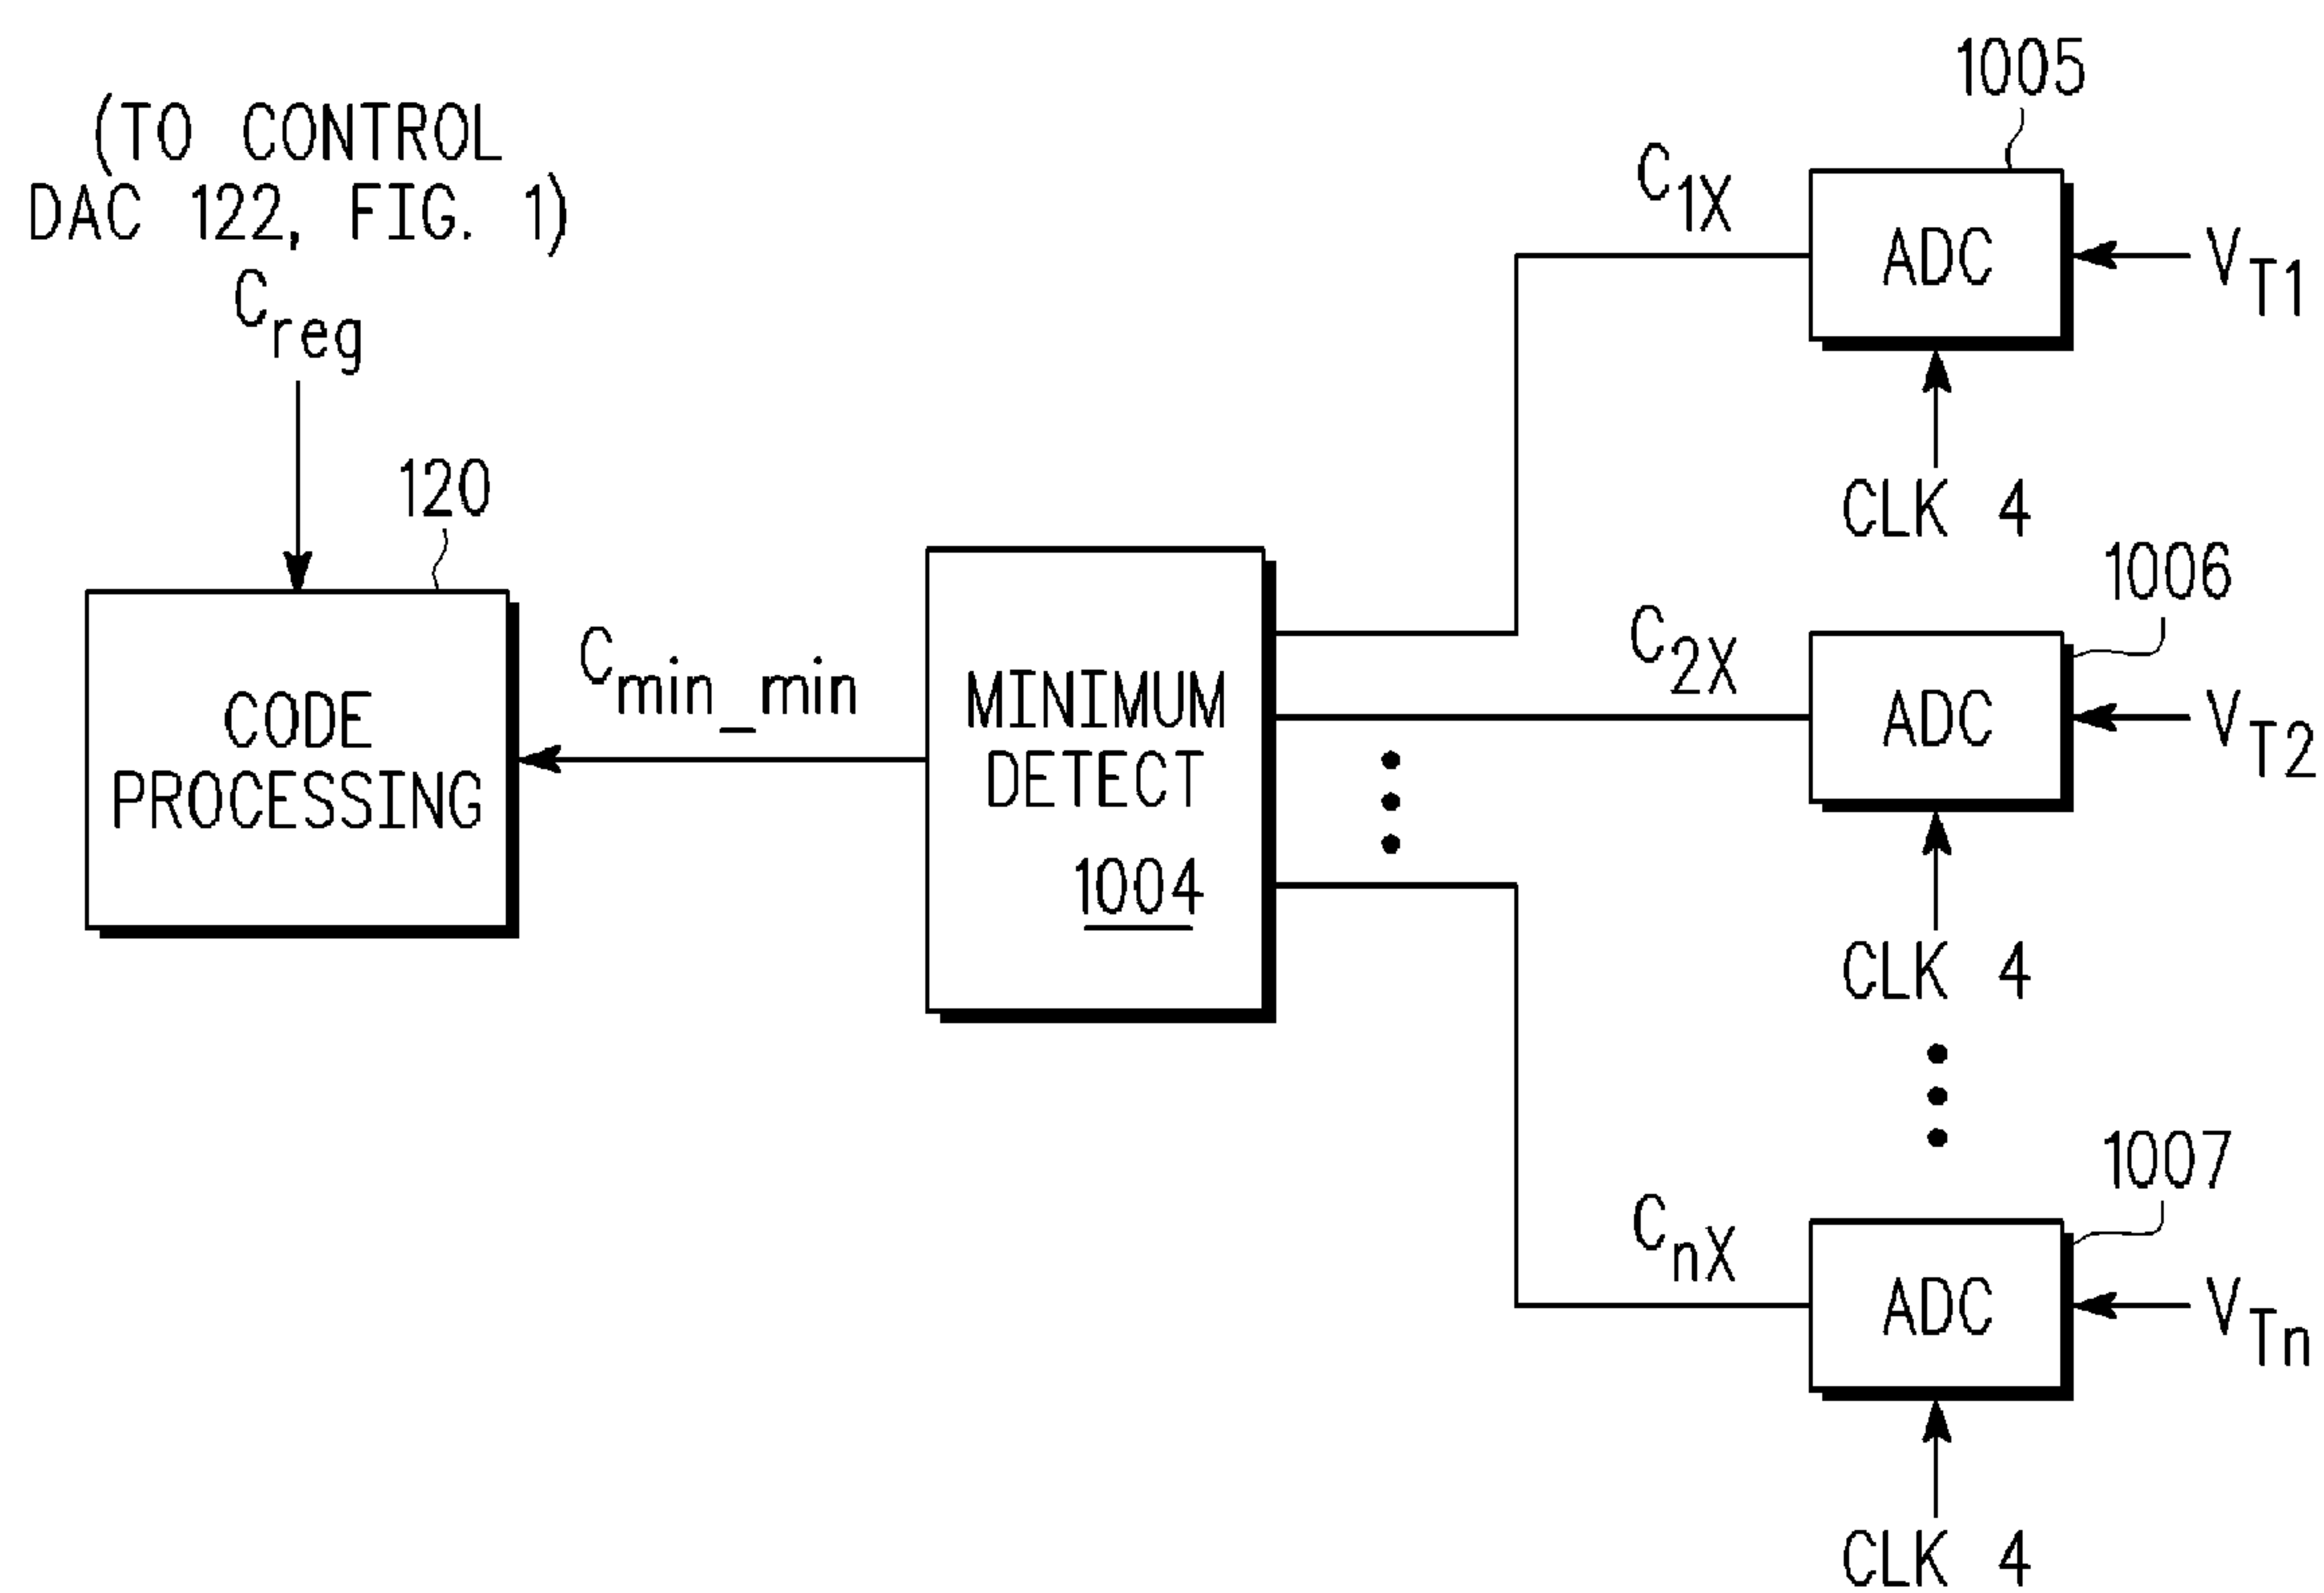 (TO CONTROL
DAC 122, FIG. 1)
Creg
120
CODE
PROCESSING
Cmin_min
MINIMUM
DETECT
1004
C1X
1005
ADC
VT1
CLK 4
C2X
1006
ADC
VT2
CLK 4
CnX
1007
ADC
VTn
CLK 4